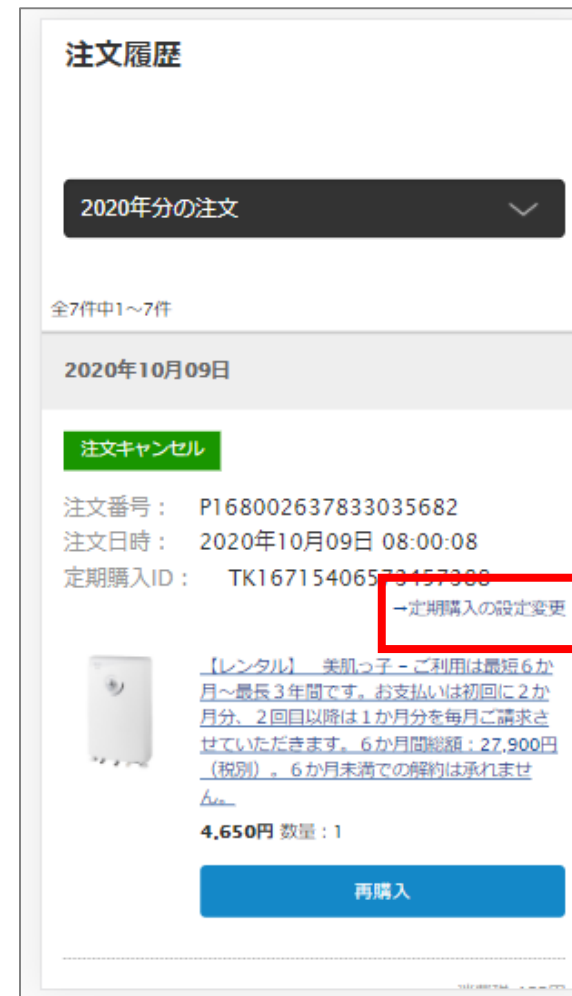 注文履歴
2020年分の注文
全7件中1～7件
2020年10月09日
注文キャンセル
注文番号： P168002637833035682
注文日時： 2020年10月09日 08:00:08
定期購入ID： TK16715406573457388
→定期購入の設定変更
【レンタル】 美肌っ子 – ご利用は最短６か
月～最長３年間です。お支払いは初回に２か
月分、２回目以降は１か月分を毎月ご請求さ
せていただきます。６か月間総額：27,900円
（税別）。６か月未満での解約は承れませ
ん。
4,650円 数量：1
再購入